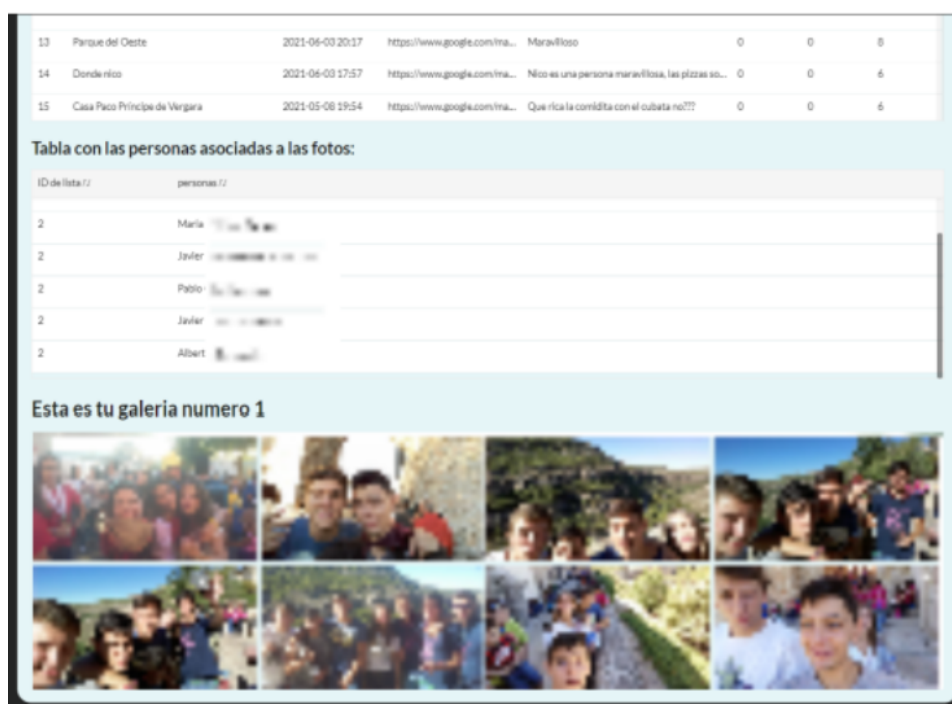 13 Parque del Oeste 2021-06-03 20:17 https://www.google.com/ma... Maravilloso 0 0 8
14 Donde nico 2021-06-03 17:57 https://www.google.com/ma... Nico es una persona maravillosa, las pizzas so... 0 0 6
15 Casa Paco Príncipe de Vergara 2021-05-08 19:54 https://www.google.com/ma... Que rica la comidita con el cubata no??? 0 0 6
Tabla con las personas asociadas a las fotos:
ID de lista personas
2 María
2 Javier
2 Pablo
2 Javier
2 Albert
Esta es tu galeria numero 1